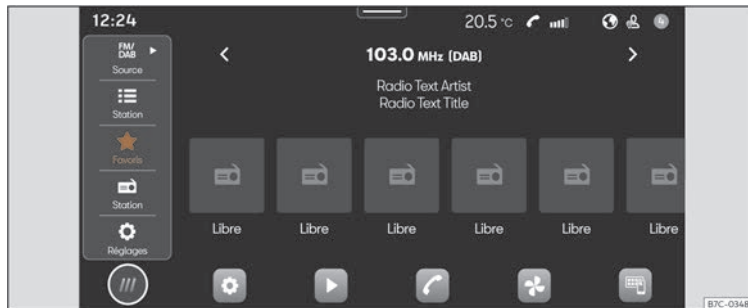 12:24
20.5 °C
4
FM/
DAB
Source
103.0 MHz (DAB)
Radio Text Artist
Radio Text Title
Station
Favoris
Station
Réglages
Libre Libre Libre Libre Libre Libre
B7C-0348